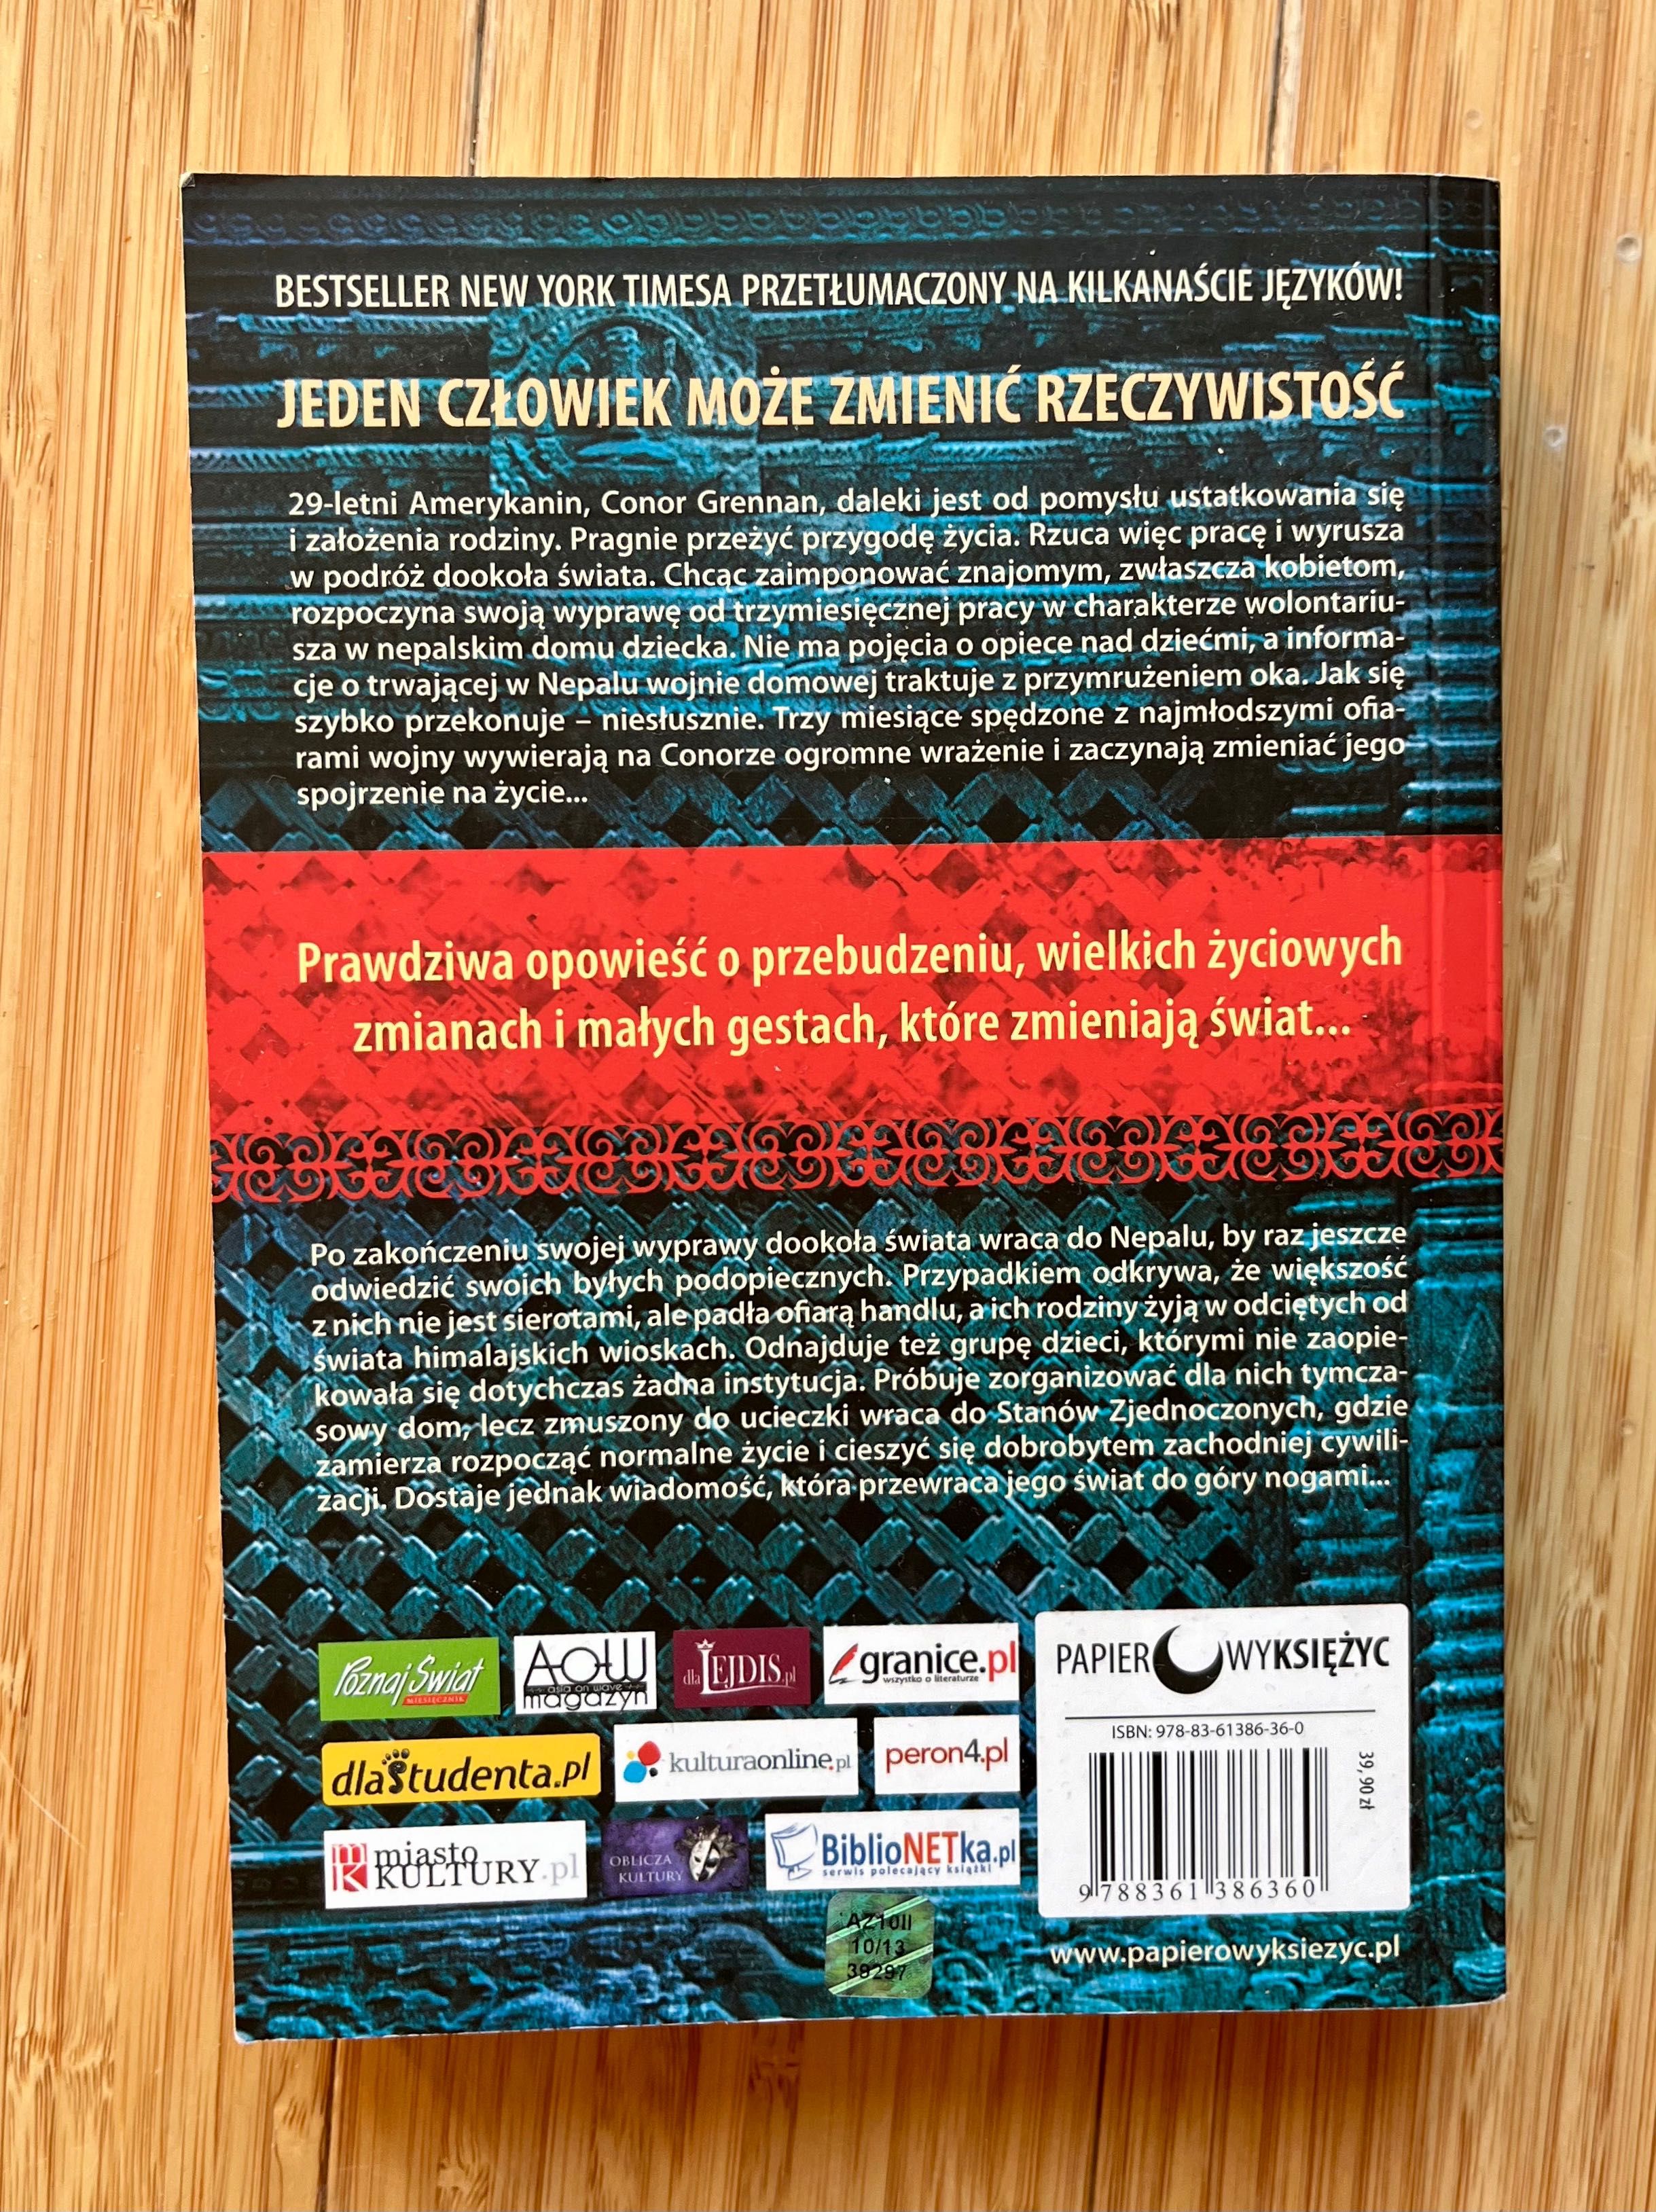 BESTSELLER NEW YORK TIMESA PRZETŁUMACZONY NA KILKANAŚCIE JĘZYKÓW!
JEDEN CZŁOWIEK MOŻE ZMIENIĆ RZECZYWISTOŚĆ
29-letni Amerykanin, Conor Grennan, daleki jest od pomysłu ustatkowania się
i założenia rodziny. Pragnie przeżyć przygodę życia. Rzuca więc pracę i wyrusza
w podróż dookoła świata. Chcąc zaimponować znajomym, zwłaszcza kobietom,
rozpoczyna swoją wyprawę od trzymiesięcznej pracy w charakterze wolontariu-
sza w nepalskim domu dziecka. Nie ma pojęcia o opiece nad dziećmi, a informa-
cje o trwającej w Nepalu wojnie domowej traktuje z przymrużeniem oka. Jak się
szybko przekonuje – niesłusznie. Trzy miesiące spędzone z najmłodszymi ofia-
rami wojny wywierają na Conorze ogromne wrażenie i zaczynają zmieniać jego
spojrzenie na życie...
Prawdziwa opowieść o przebudzeniu, wielkich życiowych
zmianach i małych gestach, które zmieniają świat...
Po zakończeniu swojej wyprawy dookoła świata wraca do Nepalu, by raz jeszcze
odwiedzić swoich byłych podopiecznych. Przypadkiem odkrywa, że większość
z nich nie jest sierotami, ale padła ofiarą handlu, a ich rodziny żyją w odciętych od
świata himalajskich wioskach. Odnajduje też grupę dzieci, którymi nie zaopie-
kowała się dotychczas żadna instytucja. Próbuje zorganizować dla nich tymcza-
sowy dom, lecz zmuszony do ucieczki wraca do Stanów Zjednoczonych, gdzie
zamierza rozpocząć normalne życie i cieszyć się dobrobytem zachodniej cywili-
zacji. Dostaje jednak wiadomość, która przewraca jego świat do góry nogami...
Poznaj Świat
MIESIĘCZNIK
AOW
asia on wave
magazyn
dla LEJDIS.pl
granice.pl
wszystko o literaturze
dlaStudenta.pl
kulturaonline.pl
peron4.pl
mK miasto
KULTURY.pl
OBLICZA
KULTURY
BiblioNETka.pl
serwis polecający książki
PAPIEROWY KSIĘŻYC
ISBN: 978-83-61386-36-0
39,90 zł
9 788361 386360
AZ10II
10/13
38297
www.papierowyksiezyc.pl